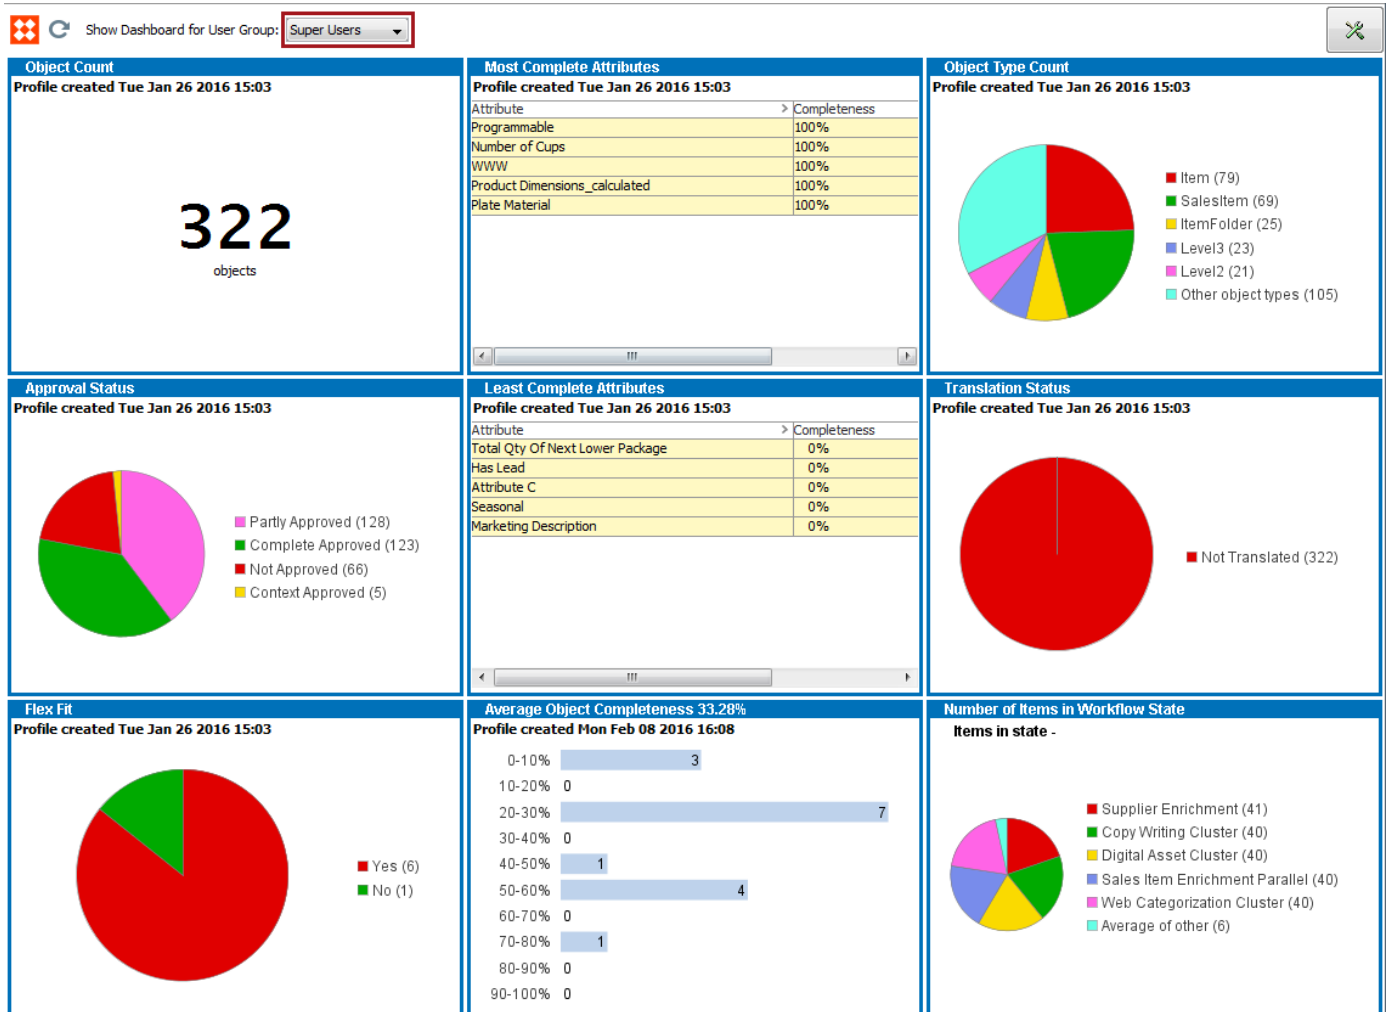 Show Dashboard for User Group: Super Users
Object Count
Profile created Tue Jan 26 2016 15:03
322
objects
Most Complete Attributes
Profile created Tue Jan 26 2016 15:03
Attribute > Completeness
Programmable 100%
Number of Cups 100%
WWW 100%
Product Dimensions_calculated 100%
Plate Material 100%
Object Type Count
Profile created Tue Jan 26 2016 15:03
Item (79)
SalesItem (69)
ItemFolder (25)
Level3 (23)
Level2 (21)
Other object types (105)
Approval Status
Profile created Tue Jan 26 2016 15:03
Partly Approved (128)
Complete Approved (123)
Not Approved (66)
Context Approved (5)
Least Complete Attributes
Profile created Tue Jan 26 2016 15:03
Attribute > Completeness
Total Qty Of Next Lower Package 0%
Has Lead 0%
Attribute C 0%
Seasonal 0%
Marketing Description 0%
Translation Status
Profile created Tue Jan 26 2016 15:03
Not Translated (322)
Flex Fit
Profile created Tue Jan 26 2016 15:03
Yes (6)
No (1)
Average Object Completeness 33.28%
Profile created Mon Feb 08 2016 16:08
0-10% 3
10-20% 0
20-30% 7
30-40% 0
40-50% 1
50-60% 4
60-70% 0
70-80% 1
80-90% 0
90-100% 0
Number of Items in Workflow State
Items in state -
Supplier Enrichment (41)
Copy Writing Cluster (40)
Digital Asset Cluster (40)
Sales Item Enrichment Parallel (40)
Web Categorization Cluster (40)
Average of other (6)